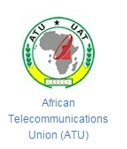 ATU UAT
African
Telecommunications
Union (ATU)